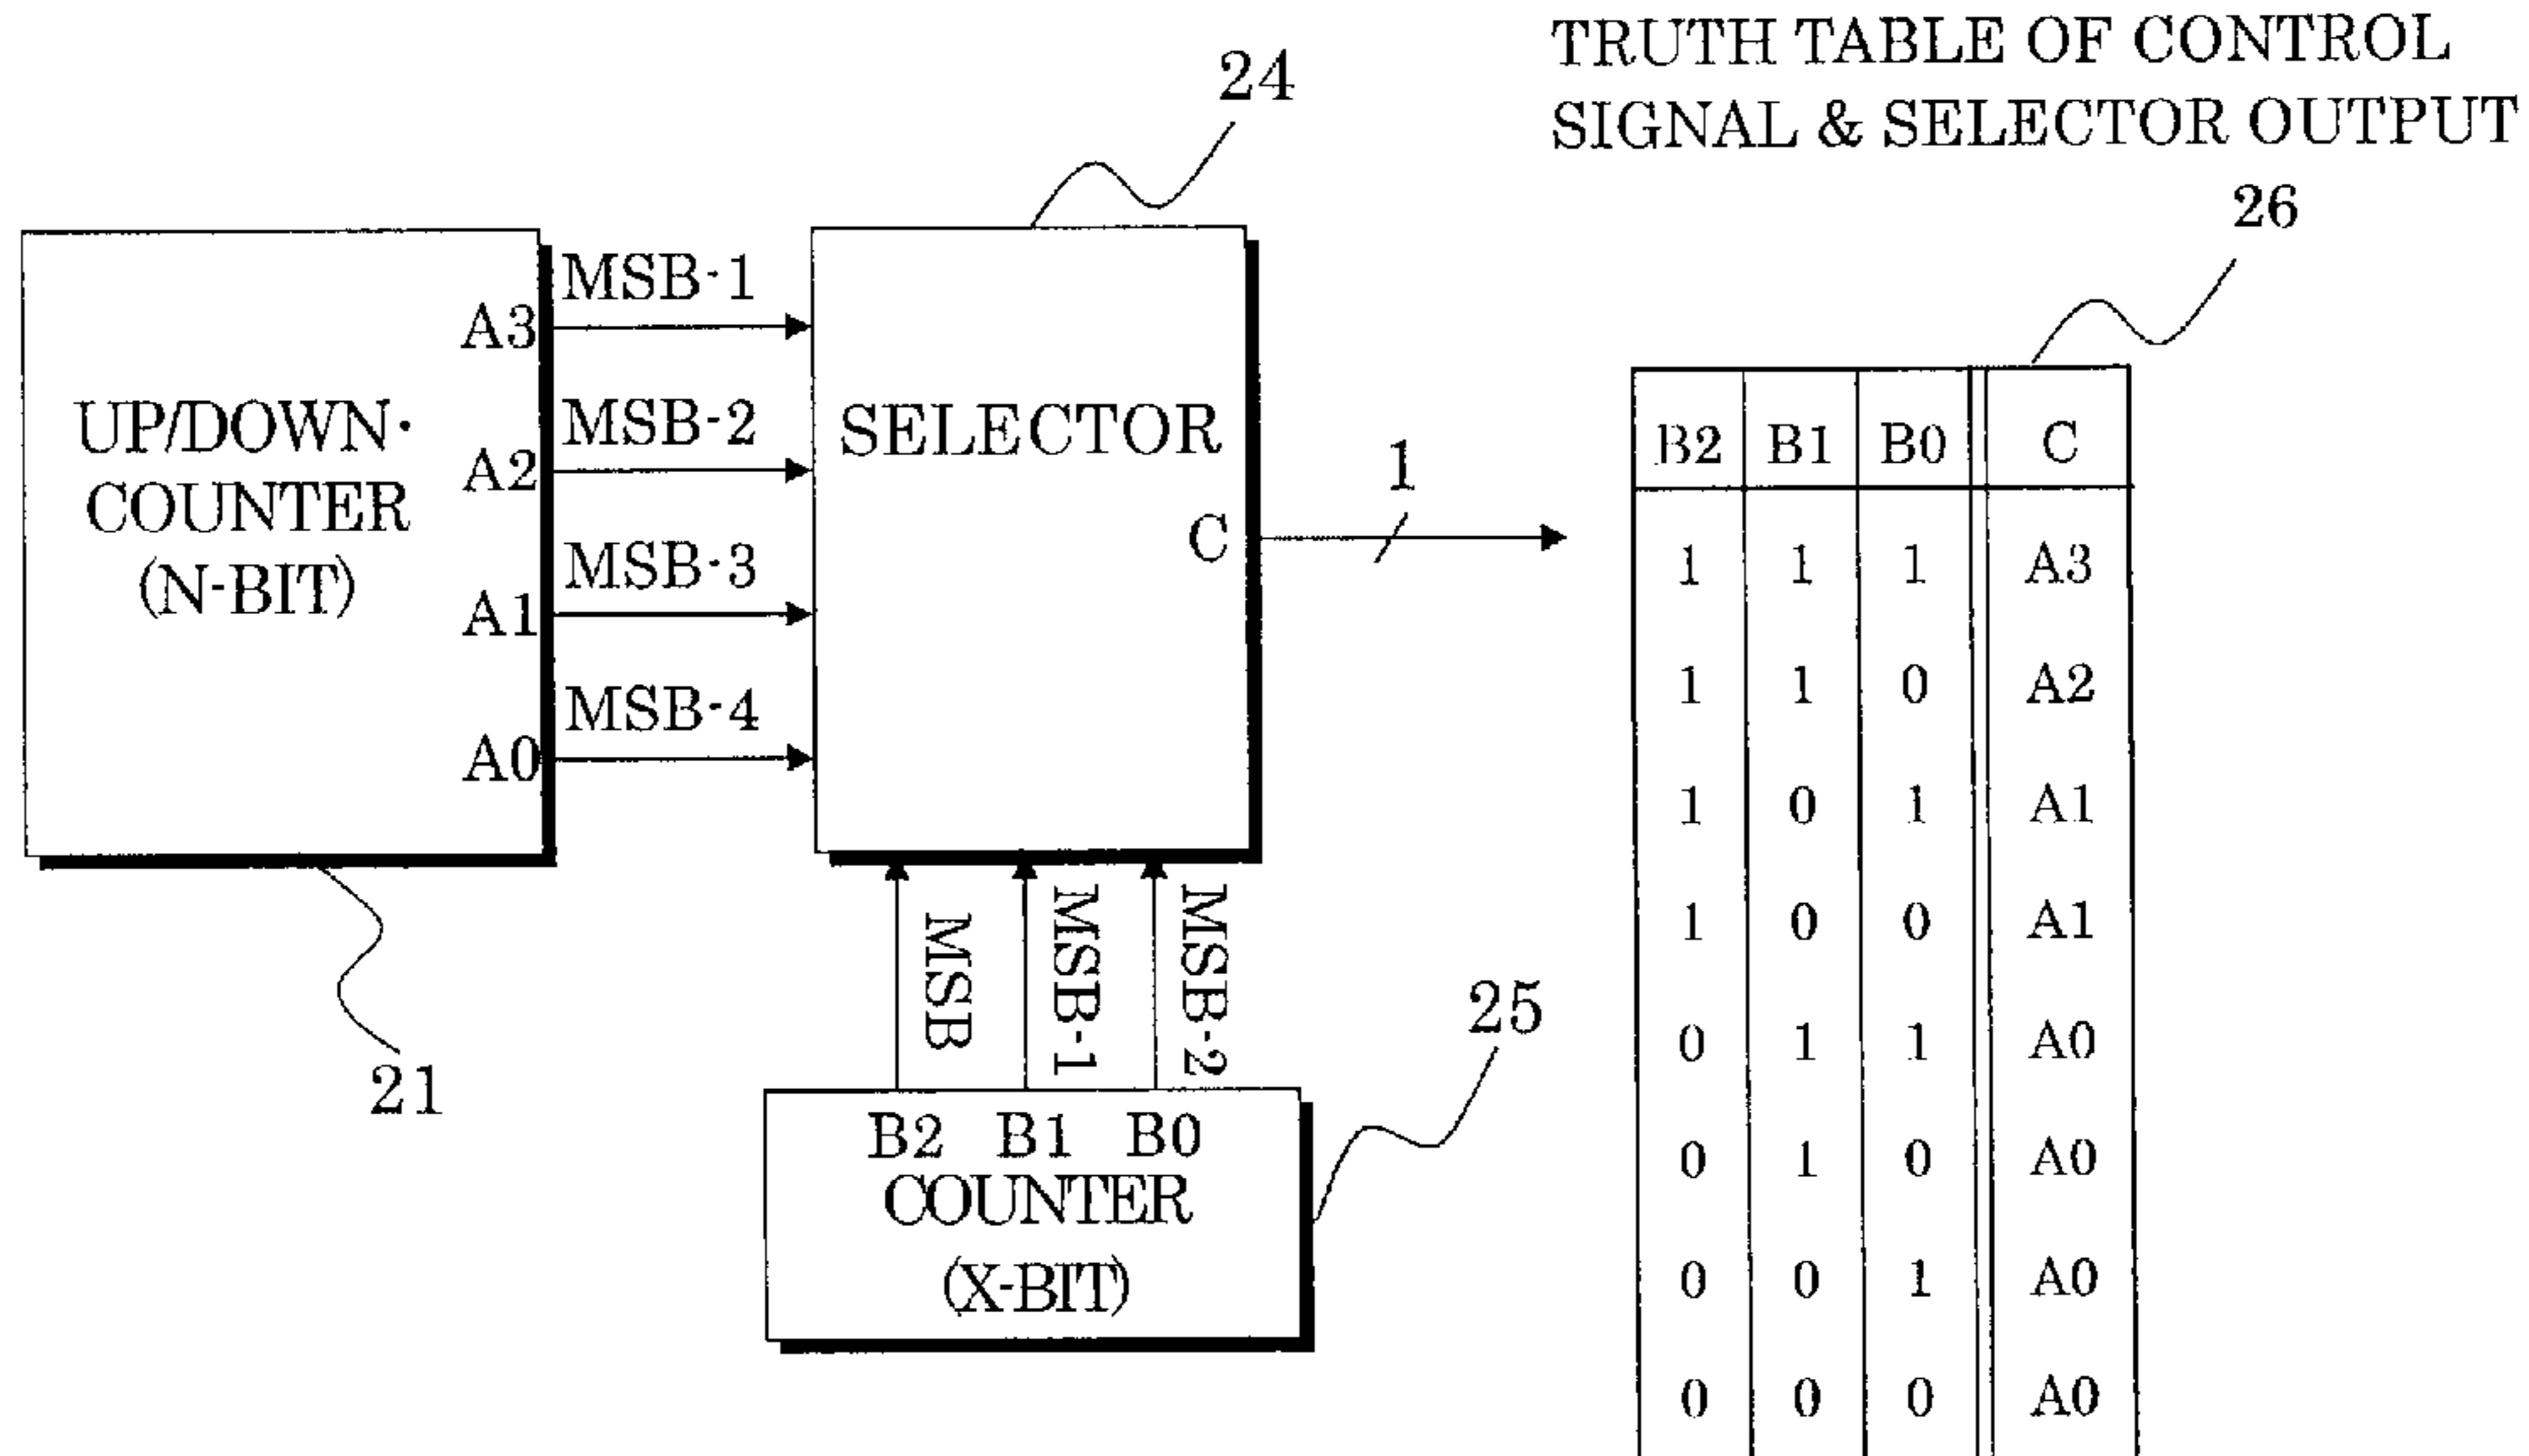 TRUTH TABLE OF CONTROL
SIGNAL & SELECTOR OUTPUT
24
26
UP/DOWN·
COUNTER
(N-BIT)
A3
A2
A1
A0
MSB-1
MSB-2
MSB-3
MSB-4
SELECTOR
C
1
21
MSB
MSB-1
MSB-2
25
B2 B1 B0
COUNTER
(X-BIT)
B2 B1 B0 C
1 1 1 A3
1 1 0 A2
1 0 1 A1
1 0 0 A1
0 1 1 A0
0 1 0 A0
0 0 1 A0
0 0 0 A0